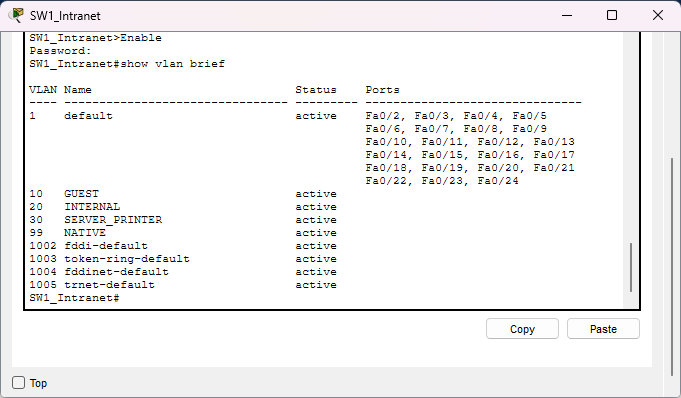 SW1_Intranet
SW1_Intranet>Enable
Password:
SW1_Intranet#show vlan brief
VLAN Name                             Status    Ports
---- -------------------------------- --------- -------------------------------
1    default                          active    Fa0/2, Fa0/3, Fa0/4, Fa0/5
                                                Fa0/6, Fa0/7, Fa0/8, Fa0/9
                                                Fa0/10, Fa0/11, Fa0/12, Fa0/13
                                                Fa0/14, Fa0/15, Fa0/16, Fa0/17
                                                Fa0/18, Fa0/19, Fa0/20, Fa0/21
                                                Fa0/22, Fa0/23, Fa0/24
10   GUEST                            active
20   INTERNAL                         active
30   SERVER_PRINTER                   active
99   NATIVE                           active
1002 fddi-default                     active
1003 token-ring-default               active
1004 fddinet-default                  active
1005 trnet-default                    active
SW1_Intranet#
Copy Paste
Top